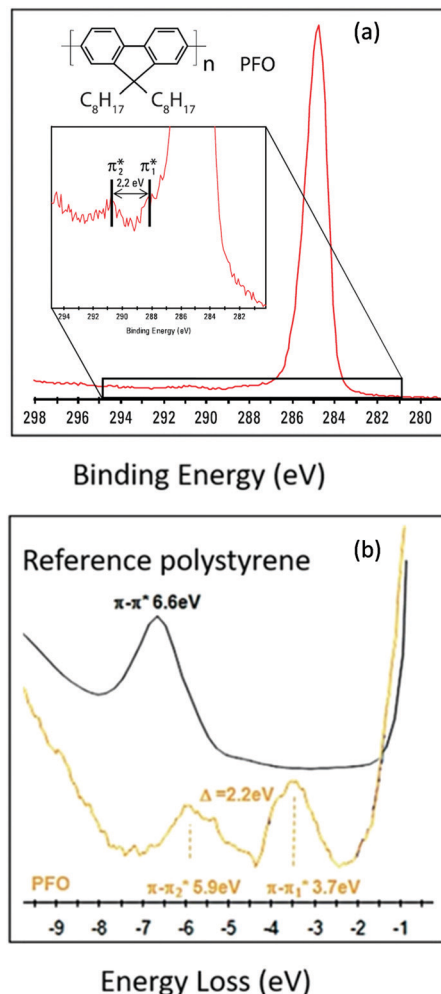 (a)
n PFO
C₈H₁₇ C₈H₁₇
π₂* π₁*
2.2 eV
294 292 290 288 286 284 282
Binding Energy (eV)
298 296 294 292 290 288 286 284 282 280
Binding Energy (eV)
(b)
Reference polystyrene
π-π* 6.6eV
Δ =2.2eV
PFO π-π₂* 5.9eV π-π₁* 3.7eV
-9 -8 -7 -6 -5 -4 -3 -2 -1
Energy Loss (eV)